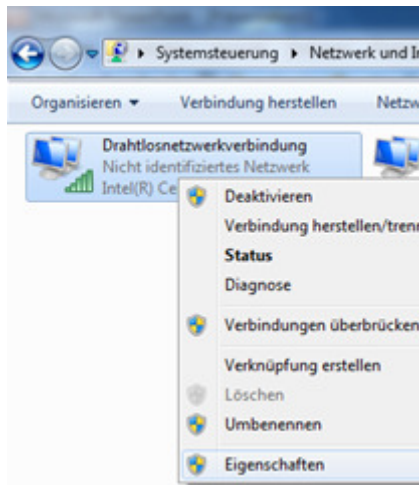 Systemsteuerung ▸ Netzwerk und I
Organisieren Verbindung herstellen Netzw
Drahtlosnetzwerkverbindung
Nicht identifiziertes Netzwerk
Intel(R) Ce
Deaktivieren
Verbindung herstellen/tren
Status
Diagnose
Verbindungen überbrücken
Verknüpfung erstellen
Löschen
Umbenennen
Eigenschaften